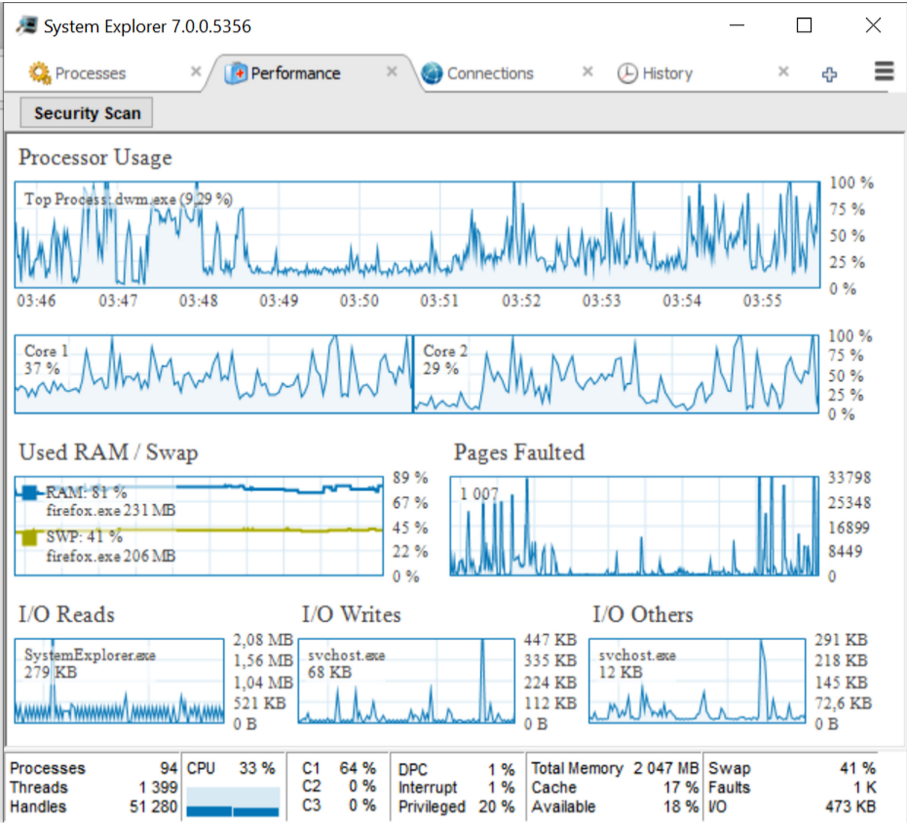 System Explorer 7.0.0.5356
Processes Performance Connections History
Security Scan
Processor Usage
Top Process: dwm.exe (9,29 %)
100 %
75 %
50 %
25 %
0 %
03:46 03:47 03:48 03:49 03:50 03:51 03:52 03:53 03:54 03:55
Core 1
37 %
Core 2
29 %
100 %
75 %
50 %
25 %
0 %
Used RAM / Swap
RAM: 81 %
firefox.exe 231 MB
SWP: 41 %
firefox.exe 206 MB
89 %
67 %
45 %
22 %
0 %
Pages Faulted
1 007
33798
25348
16899
8449
0
I/O Reads
SystemExplorer.exe
279 KB
2,08 MB
1,56 MB
1,04 MB
521 KB
0 B
I/O Writes
svchost.exe
68 KB
447 KB
335 KB
224 KB
112 KB
0 B
I/O Others
svchost.exe
12 KB
291 KB
218 KB
145 KB
72,6 KB
0 B
Processes 94
Threads 1 399
Handles 51 280
CPU 33 %
C1 64 %
C2 0 %
C3 0 %
DPC 1 %
Interrupt 1 %
Privileged 20 %
Total Memory 2 047 MB
Cache 17 %
Available 18 %
Swap 41 %
Faults 1 K
I/O 473 KB